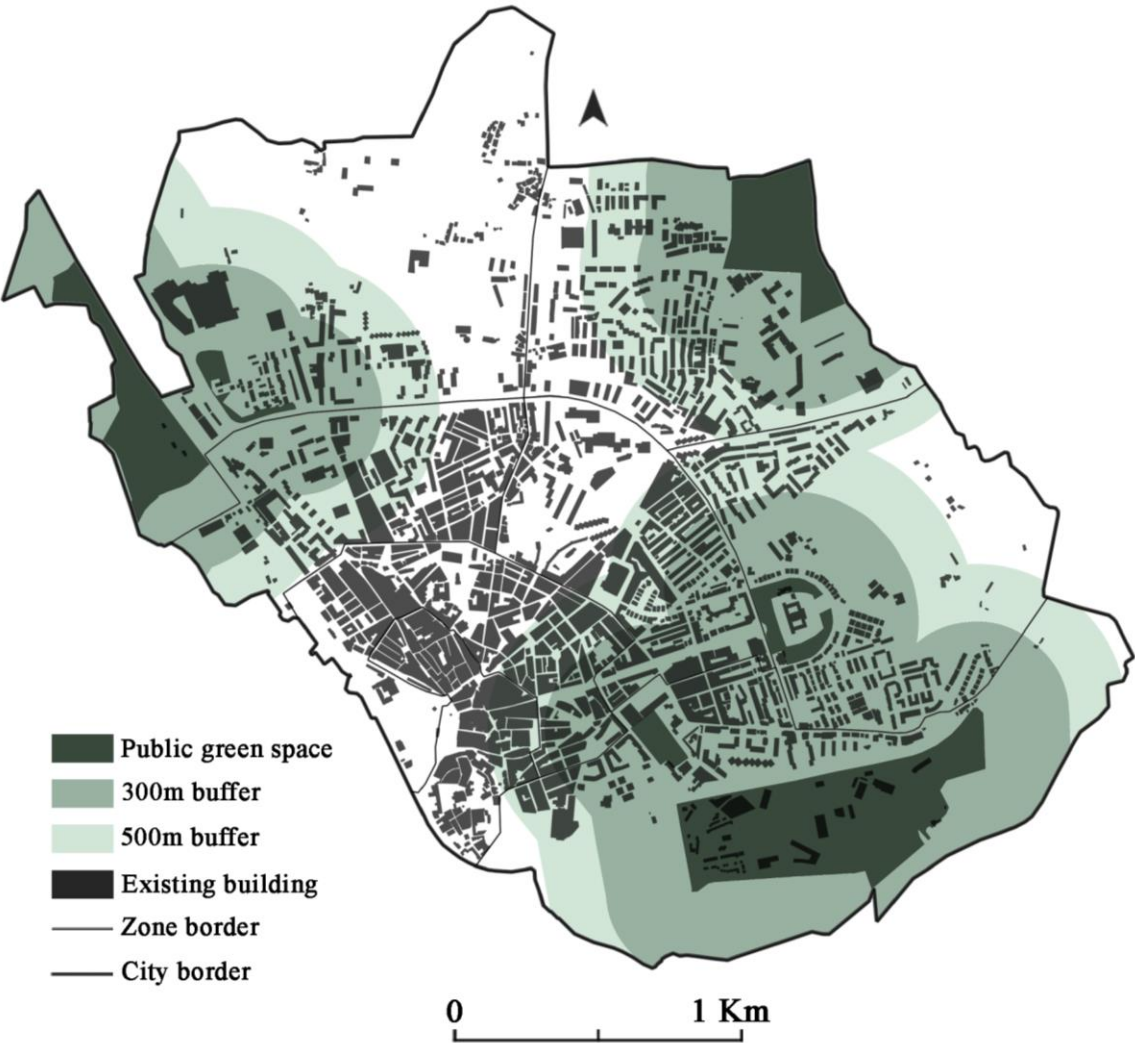 Public green space
300m buffer
500m buffer
Existing building
Zone border
City border
0 1 Km